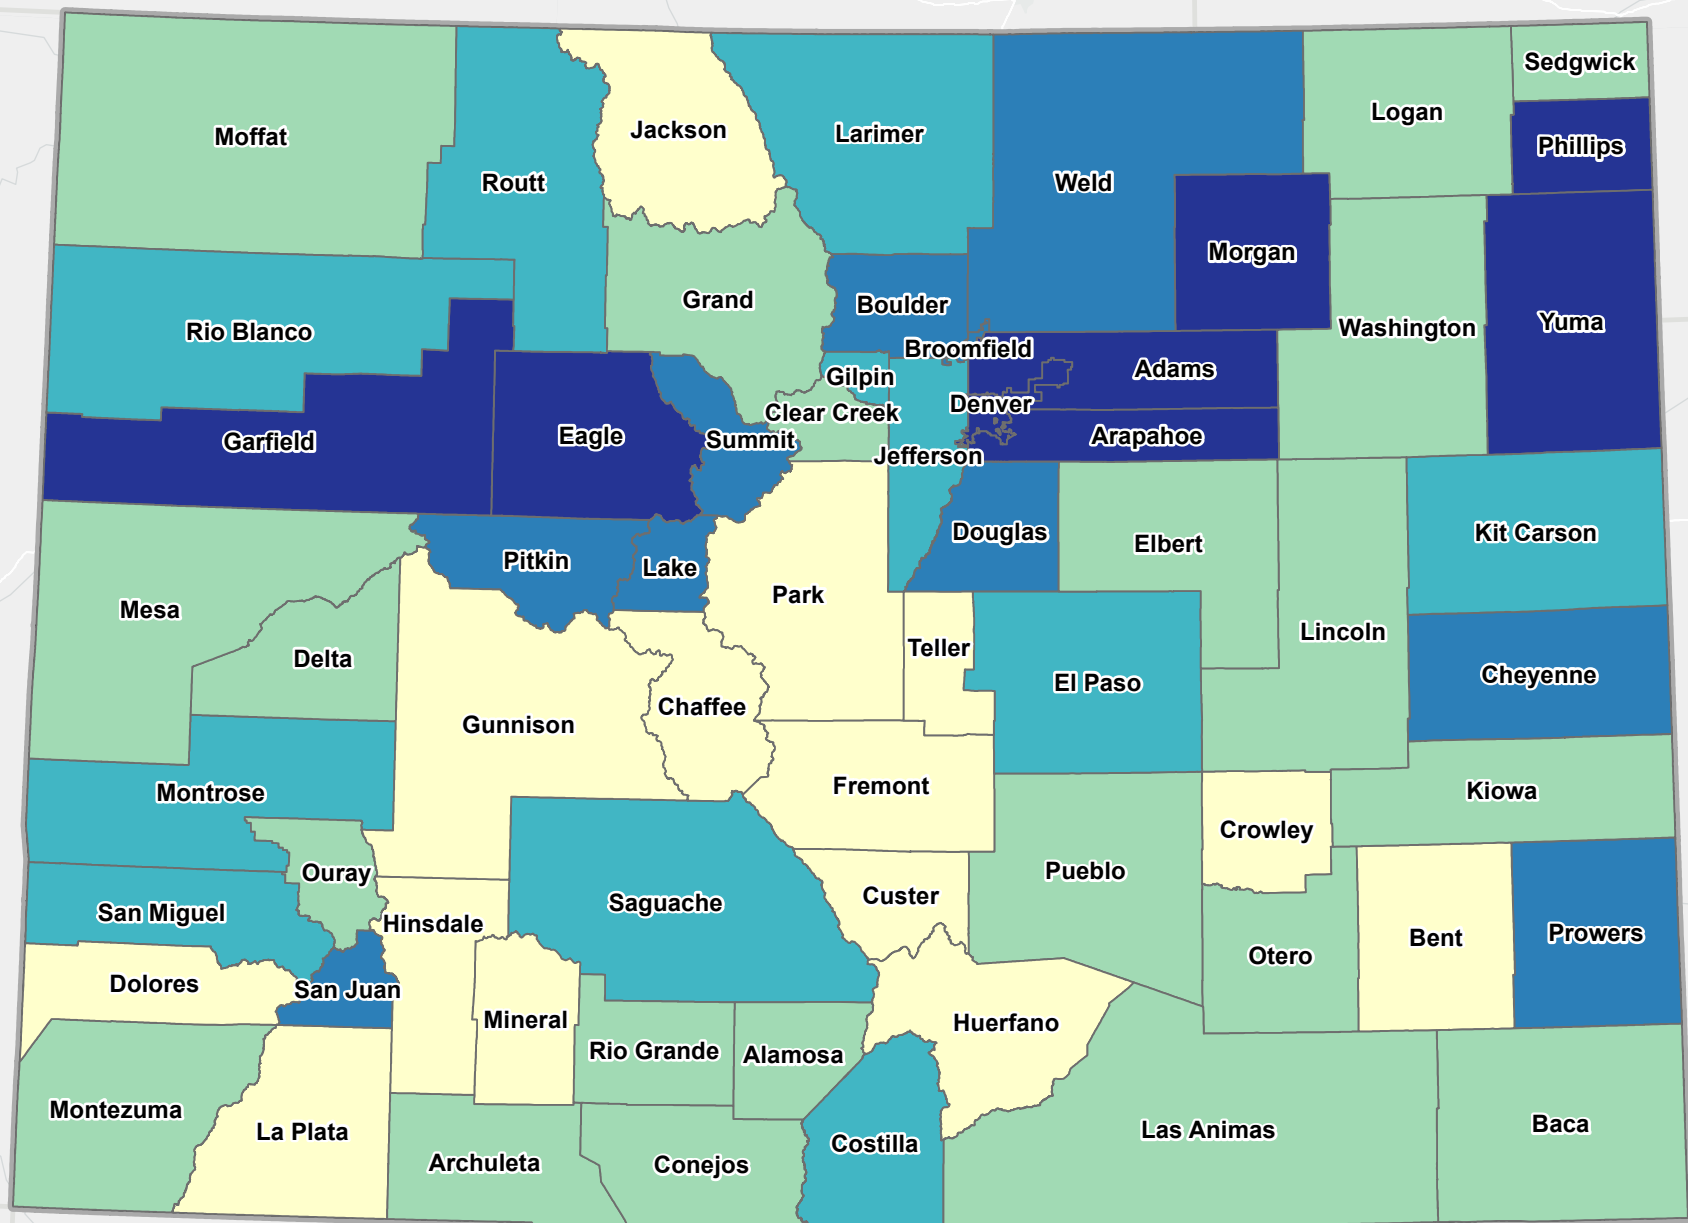 Sedgwick
Logan
Moffat
Jackson
Larimer
Phillips
Routt
Weld
Morgan
Grand
Boulder
Rio Blanco
Washington
Yuma
Broomfield
Adams
Gilpin
Denver
Clear Creek
Garfield
Eagle
Summit
Arapahoe
Jefferson
Douglas
Kit Carson
Elbert
Pitkin
Lake
Park
Mesa
Lincoln
Teller
Delta
Cheyenne
El Paso
Chaffee
Gunnison
Fremont
Kiowa
Montrose
Crowley
Pueblo
Ouray
Custer
Saguache
San Miguel
Hinsdale
Prowers
Bent
Otero
Dolores
San Juan
Mineral
Huerfano
Rio Grande
Alamosa
Montezuma
Baca
La Plata
Las Animas
Costilla
Archuleta
Conejos